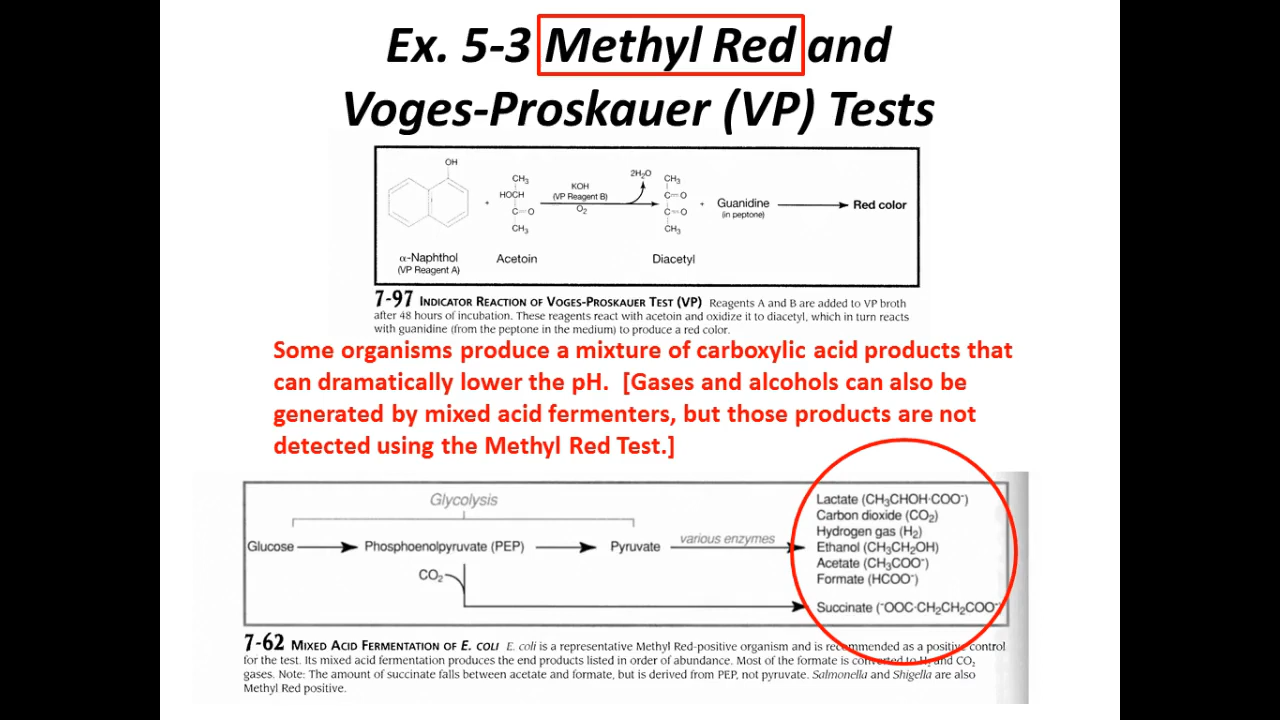 Ex. 5-3 Methyl Red and
Voges-Proskauer (VP) Tests
OH
CH₃
HOCH
C=O
CH₃
+
KOH
(VP Reagent B)
O₂
2H₂O
CH₃
C=O
C=O
CH₃
+
Guanidine
(in peptone)
Red color
α-Naphthol
(VP Reagent A)
Acetoin
Diacetyl
7-97 INDICATOR REACTION OF VOGES-PROSKAUER TEST (VP) Reagents A and B are added to VP broth
after 48 hours of incubation. These reagents react with acetoin and oxidize it to diacetyl, which in turn reacts
with guanidine (from the peptone in the medium) to produce a red color.
Some organisms produce a mixture of carboxylic acid products that
can dramatically lower the pH. [Gases and alcohols can also be
generated by mixed acid fermenters, but those products are not
detected using the Methyl Red Test.]
Glycolysis
Glucose
Phosphoenolpyruvate (PEP)
Pyruvate
various enzymes
CO₂
Lactate (CH₃CHOH·COO⁻)
Carbon dioxide (CO₂)
Hydrogen gas (H₂)
Ethanol (CH₃CH₂OH)
Acetate (CH₃COO⁻)
Formate (HCOO⁻)
Succinate (⁻OOC·CH₂CH₂COO⁻)
7-62 MIXED ACID FERMENTATION OF E. COLI E. coli is a representative Methyl Red-positive organism and is recommended as a positive control
for the test. Its mixed acid fermentation produces the end products listed in order of abundance. Most of the formate is converted to H₂ and CO₂
gases. Note: The amount of succinate falls between acetate and formate, but is derived from PEP, not pyruvate. Salmonella and Shigella are also
Methyl Red positive.